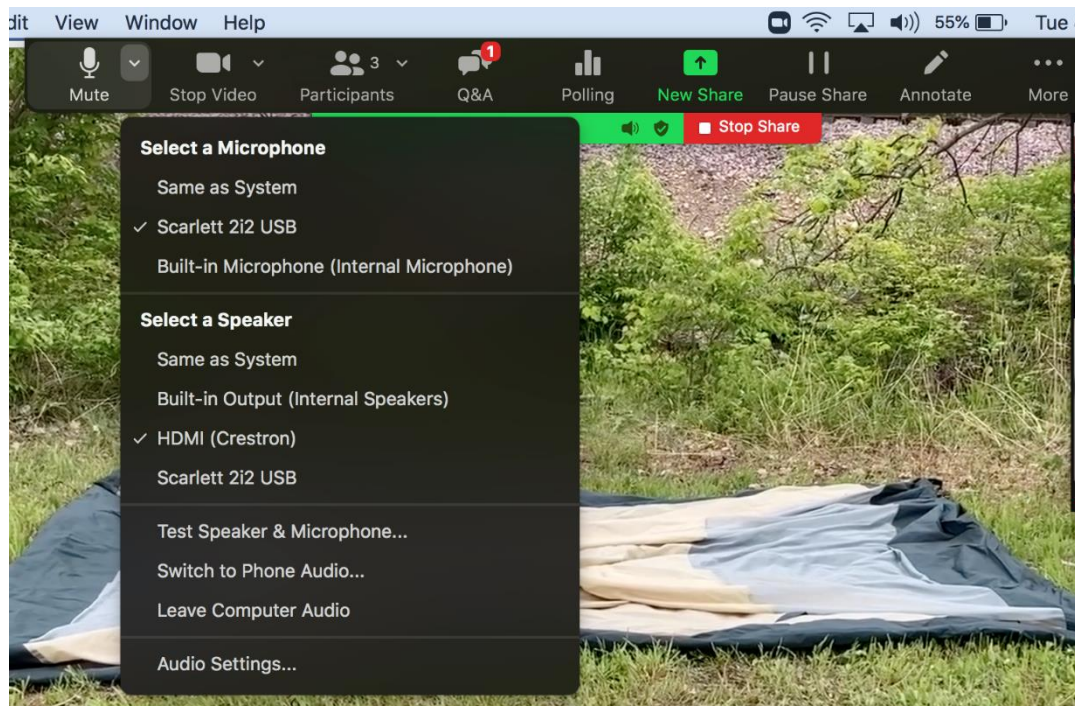 View Window Help 55% Tue
Mute Stop Video 3 Participants 1 Q&A Polling New Share Pause Share Annotate More
Stop Share
Select a Microphone
Same as System
Scarlett 2i2 USB
Built-in Microphone (Internal Microphone)
Select a Speaker
Same as System
Built-in Output (Internal Speakers)
HDMI (Crestron)
Scarlett 2i2 USB
Test Speaker & Microphone...
Switch to Phone Audio...
Leave Computer Audio
Audio Settings...